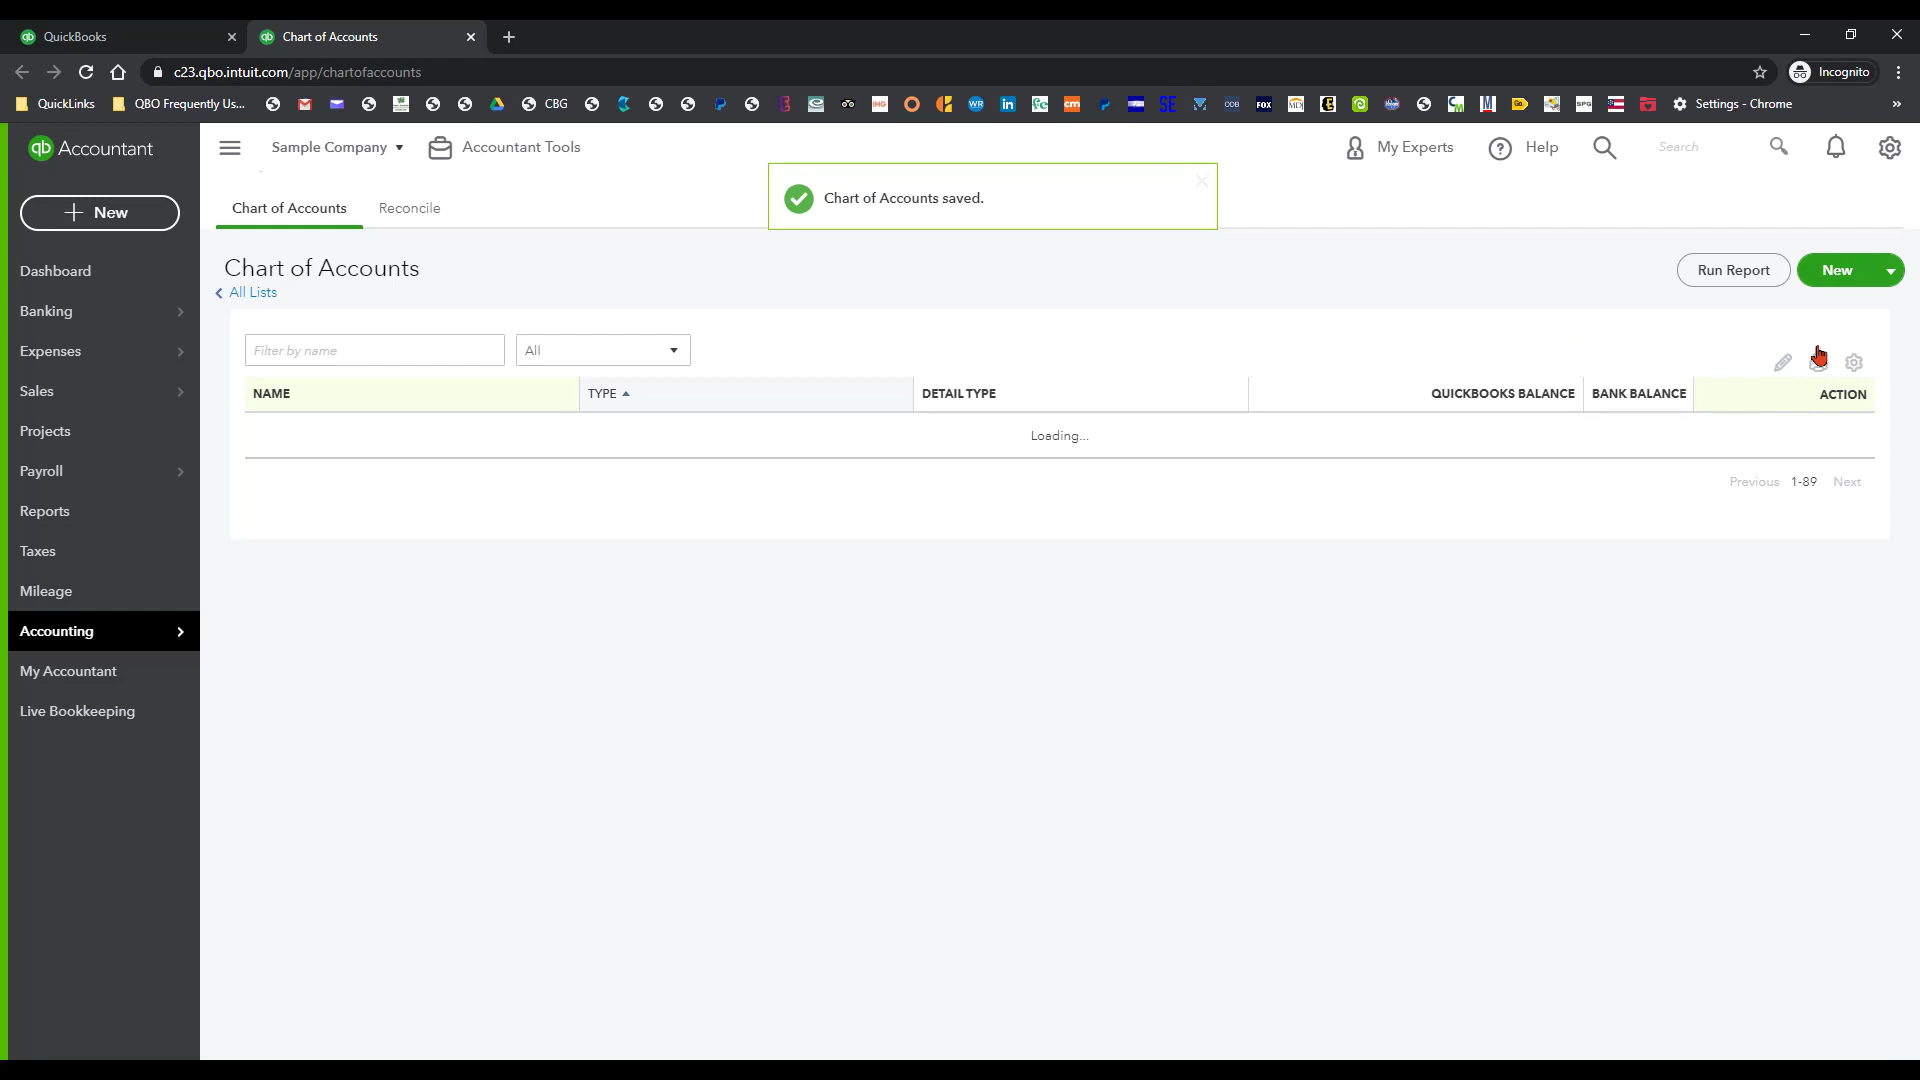 QuickBooks
Chart of Accounts
c23.qbo.intuit.com/app/chartofaccounts
Incognito
QuickLinks
QBO Frequently Us...
CBG
Settings - Chrome
qb Accountant
Sample Company
Accountant Tools
My Experts
Help
Search
Chart of Accounts saved.
New
Chart of Accounts
Reconcile
Dashboard
Banking
Expenses
Sales
Projects
Payroll
Reports
Taxes
Mileage
Accounting
My Accountant
Live Bookkeeping
Chart of Accounts
All Lists
Run Report
New
Filter by name
All
NAME
TYPE
DETAIL TYPE
QUICKBOOKS BALANCE
BANK BALANCE
ACTION
Loading...
Previous 1-89 Next